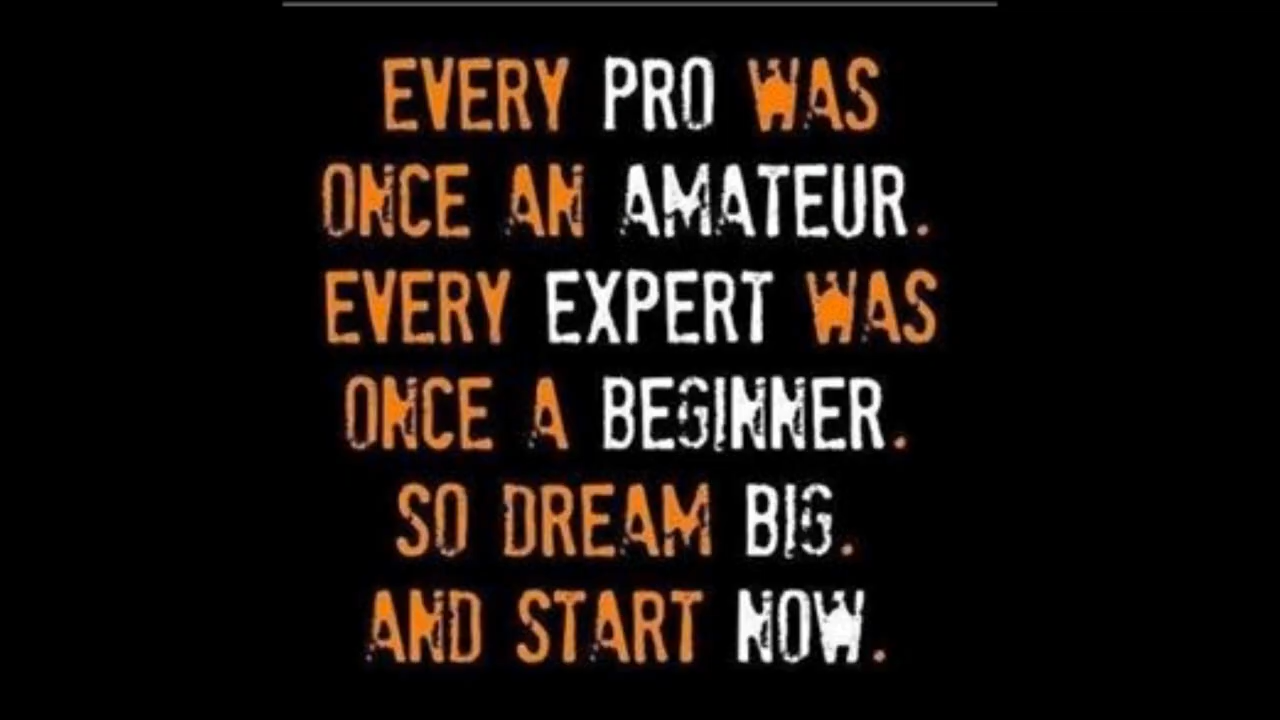 EVERY PRO WAS
ONCE AN AMATEUR.
EVERY EXPERT WAS
ONCE A BEGINNER.
SO DREAM BIG.
AND START NOW.